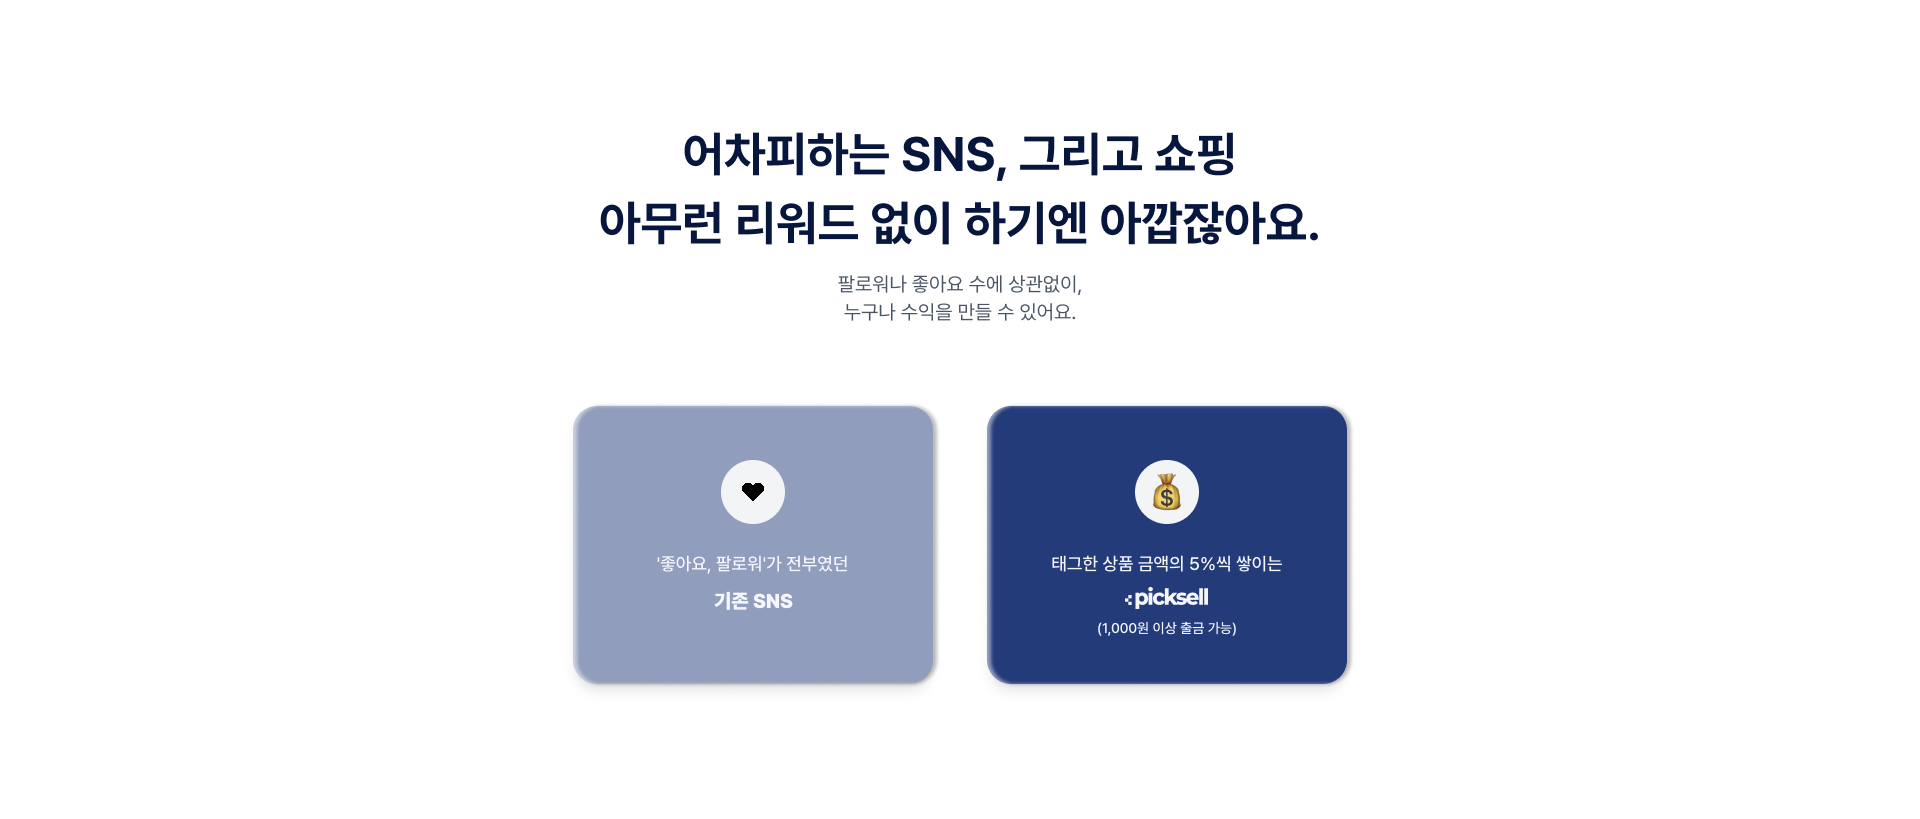 어차피하는 SNS, 그리고 쇼핑
아무런 리워드 없이 하기엔 아깝잖아요.
팔로워나 좋아요 수에 상관없이,
누구나 수익을 만들 수 있어요.
'좋아요, 팔로워'가 전부였던
기존 SNS
태그한 상품 금액의 5%씩 쌓이는
picksell
(1,000원 이상 출금 가능)